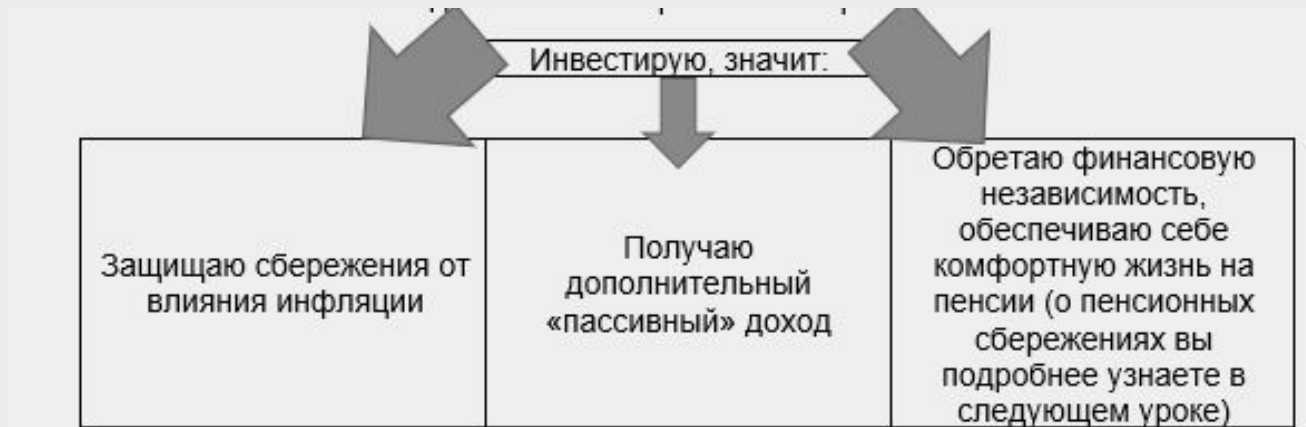 Инвестирую, значит:
Защищаю сбережения от
влияния инфляции
Получаю
дополнительный
«пассивный» доход
Обретаю финансовую
независимость,
обеспечиваю себе
комфортную жизнь на
пенсии (о пенсионных
сбережениях вы
подробнее узнаете в
следующем уроке)